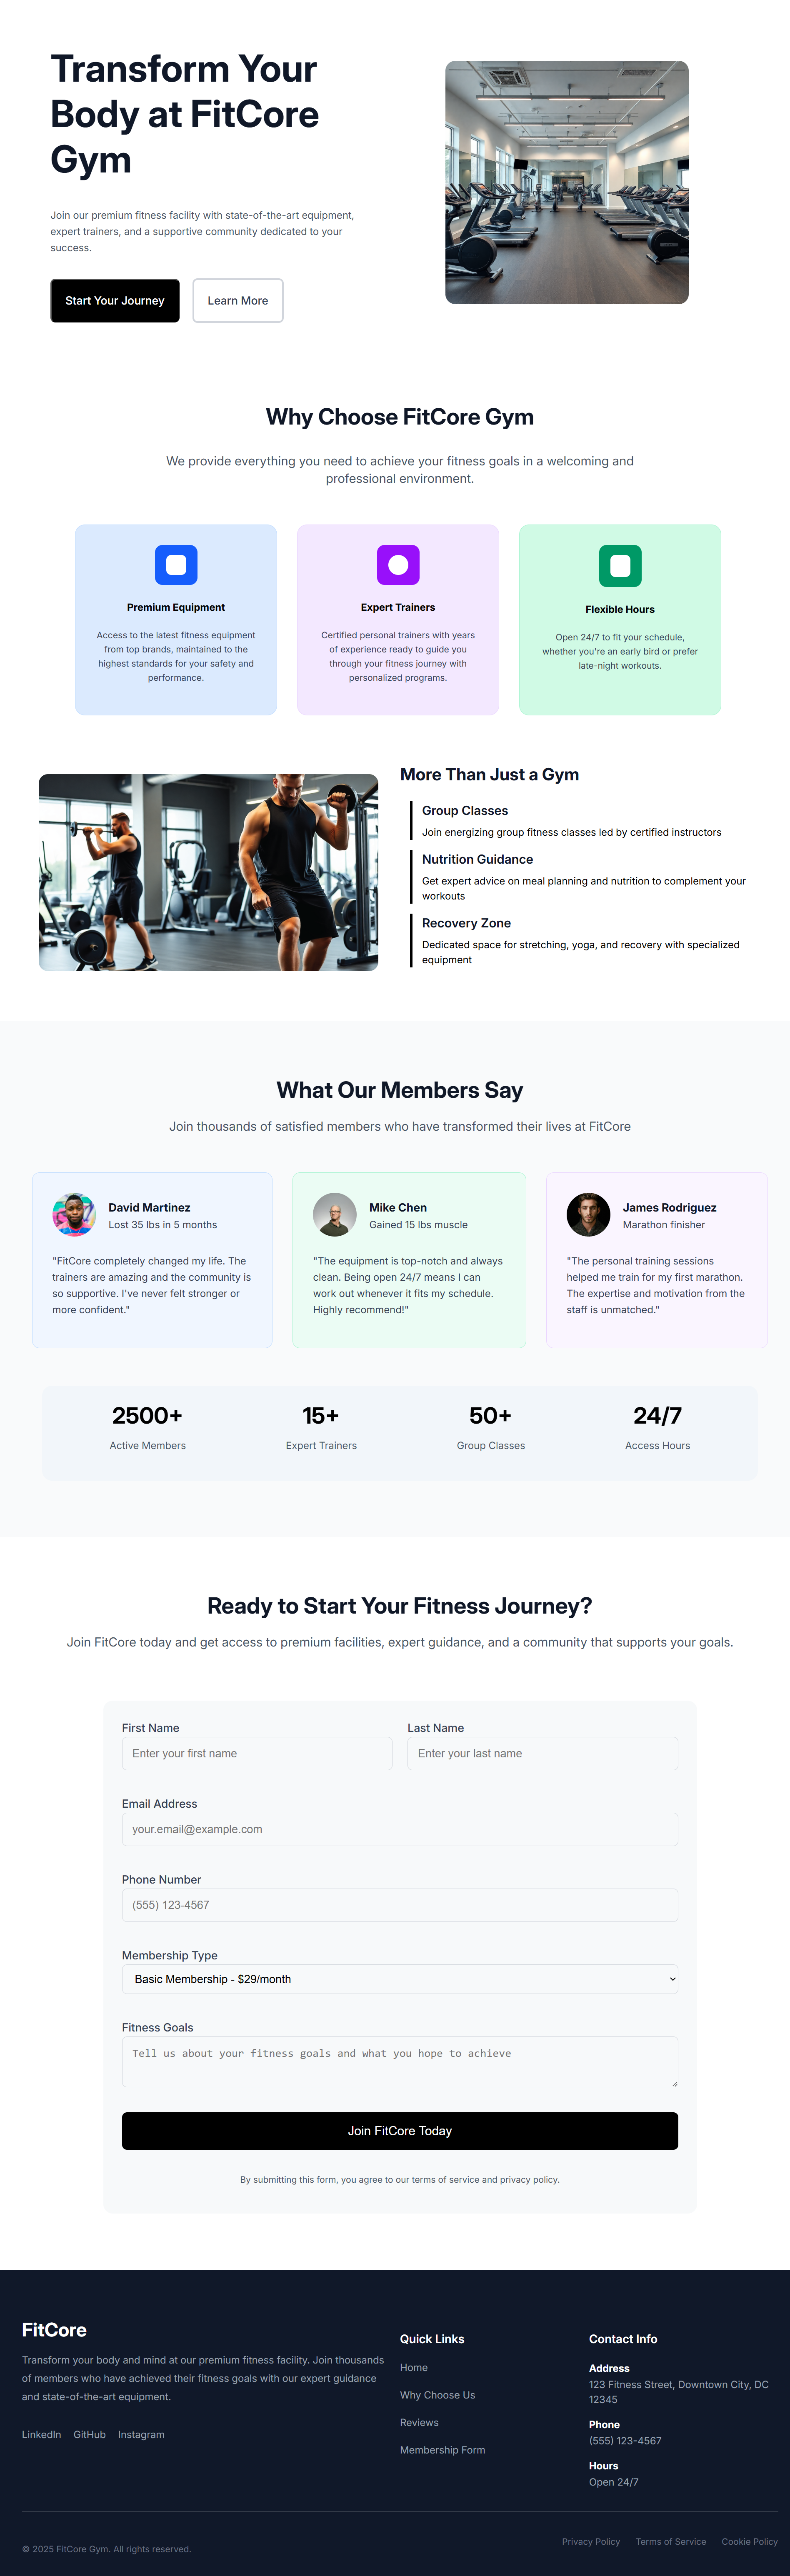 Transform Your
Body at FitCore
Gym
Join our premium fitness facility with state-of-the-art equipment,
expert trainers, and a supportive community dedicated to your
success.
Start Your Journey
Learn More
Why Choose FitCore Gym
We provide everything you need to achieve your fitness goals in a welcoming and
professional environment.
Premium Equipment
Access to the latest fitness equipment
from top brands, maintained to the
highest standards for your safety and
performance.
Expert Trainers
Certified personal trainers with years
of experience ready to guide you
through your fitness journey with
personalized programs.
Flexible Hours
Open 24/7 to fit your schedule,
whether you're an early bird or prefer
late-night workouts.
More Than Just a Gym
Group Classes
Join energizing group fitness classes led by certified instructors
Nutrition Guidance
Get expert advice on meal planning and nutrition to complement your
workouts
Recovery Zone
Dedicated space for stretching, yoga, and recovery with specialized
equipment
What Our Members Say
Join thousands of satisfied members who have transformed their lives at FitCore
David Martinez
Lost 35 lbs in 5 months
"FitCore completely changed my life. The
trainers are amazing and the community is
so supportive. I've never felt stronger or
more confident."
Mike Chen
Gained 15 lbs muscle
"The equipment is top-notch and always
clean. Being open 24/7 means I can
work out whenever it fits my schedule.
Highly recommend!"
James Rodriguez
Marathon finisher
"The personal training sessions
helped me train for my first marathon.
The expertise and motivation from the
staff is unmatched."
2500+
Active Members
15+
Expert Trainers
50+
Group Classes
24/7
Access Hours
Ready to Start Your Fitness Journey?
Join FitCore today and get access to premium facilities, expert guidance, and a community that supports your goals.
First Name
Enter your first name
Last Name
Enter your last name
Email Address
your.email@example.com
Phone Number
(555) 123-4567
Membership Type
Basic Membership - $29/month
Fitness Goals
Tell us about your fitness goals and what you hope to achieve
Join FitCore Today
By submitting this form, you agree to our terms of service and privacy policy.
FitCore
Transform your body and mind at our premium fitness facility. Join thousands
of members who have achieved their fitness goals with our expert guidance
and state-of-the-art equipment.
LinkedIn GitHub Instagram
Quick Links
Home
Why Choose Us
Reviews
Membership Form
Contact Info
Address
123 Fitness Street, Downtown City, DC
12345
Phone
(555) 123-4567
Hours
Open 24/7
© 2025 FitCore Gym. All rights reserved.
Privacy Policy Terms of Service Cookie Policy